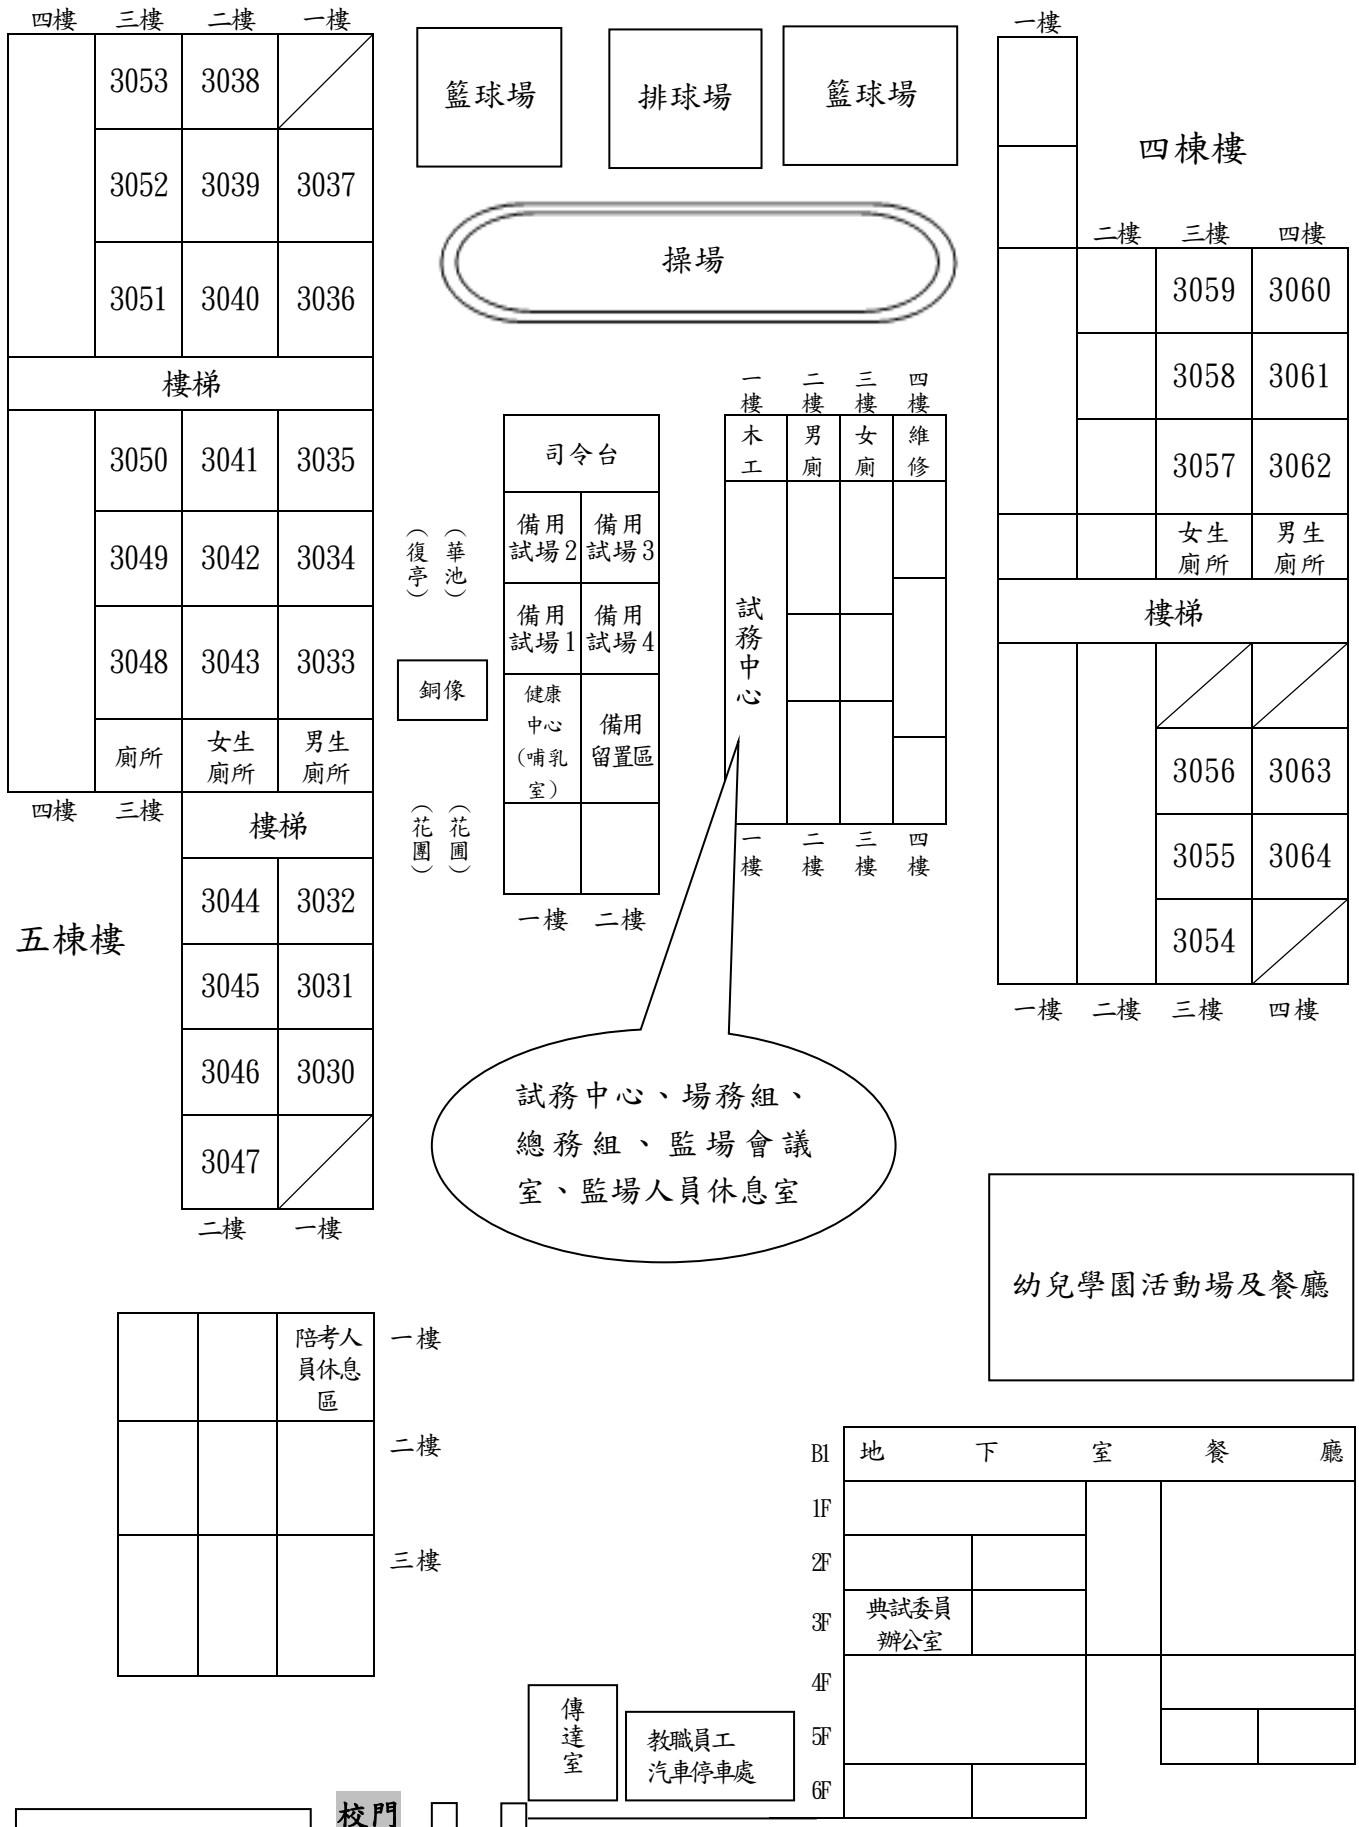 四樓 三樓 二樓 一樓
3053 3038
3052 3039 3037
3051 3040 3036
樓梯
3050 3041 3035
3049 3042 3034
3048 3043 3033
廁所 女生 男生
廁所 廁所
四樓 三樓 樓梯
3044 3032
五棟樓
3045 3031
3046 3030
3047
二樓 一樓
籃球場 排球場 籃球場
操場
司令台
備用 備用
試場2 試場3
備用 備用
試場1 試場4
健康
中心
(哺乳
室)
備用
留置區
一樓 二樓
(復亭)
(華池)
銅像
(花團)
(花圃)
一樓 二樓 三樓 四樓
木工 男廁 女廁 維修
試務中心
一樓 二樓 三樓 四樓
試務中心、場務組、
總務組、監場會議
室、監場人員休息室
一樓
四棟樓
二樓 三樓 四樓
3059 3060
3058 3061
3057 3062
女生 男生
廁所 廁所
樓梯
3056 3063
3055 3064
3054
一樓 二樓 三樓 四樓
幼兒學園活動場及餐廳
陪考人
員休息
區
一樓
二樓
三樓
B1 地下室餐廳
1F
2F
3F 典試委員
辦公室
4F
5F
6F
傳達室
教職員工
汽車停車處
校門